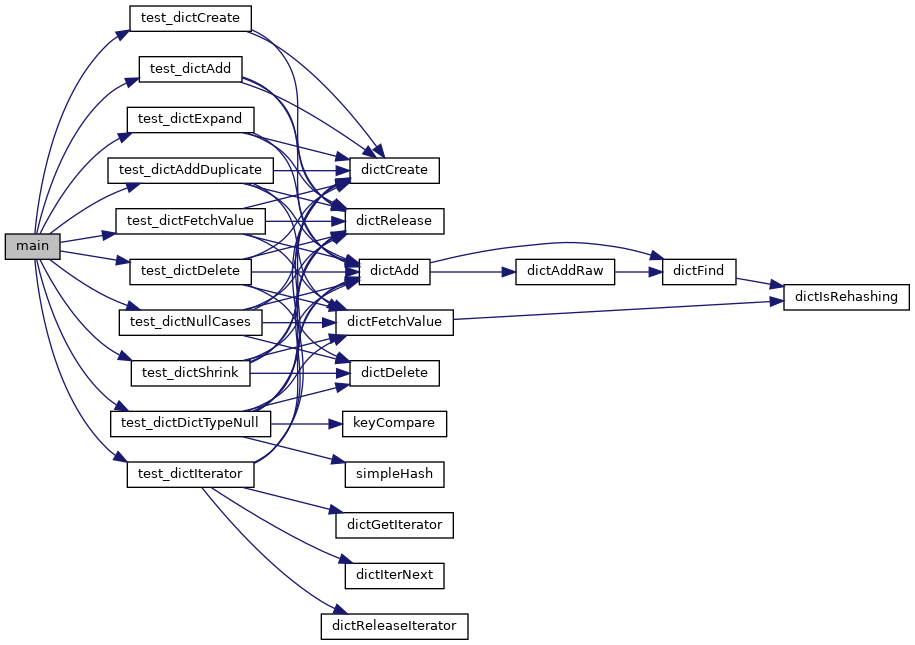 main
test_dictCreate
test_dictAdd
test_dictExpand
test_dictAddDuplicate
test_dictFetchValue
test_dictDelete
test_dictNullCases
test_dictShrink
test_dictDictTypeNull
test_dictIterator
dictCreate
dictRelease
dictAdd
dictFetchValue
dictDelete
keyCompare
simpleHash
dictGetIterator
dictIterNext
dictReleaseIterator
dictAddRaw
dictFind
dictIsRehashing